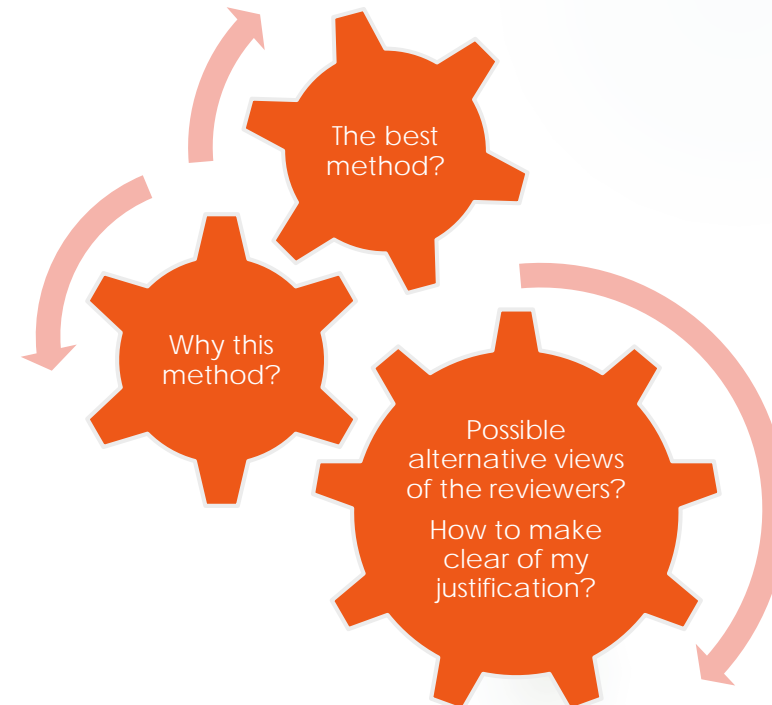 The best
method?
Why this
method?
Possible
alternative views
of the reviewers?
How to make
clear of my
justification?